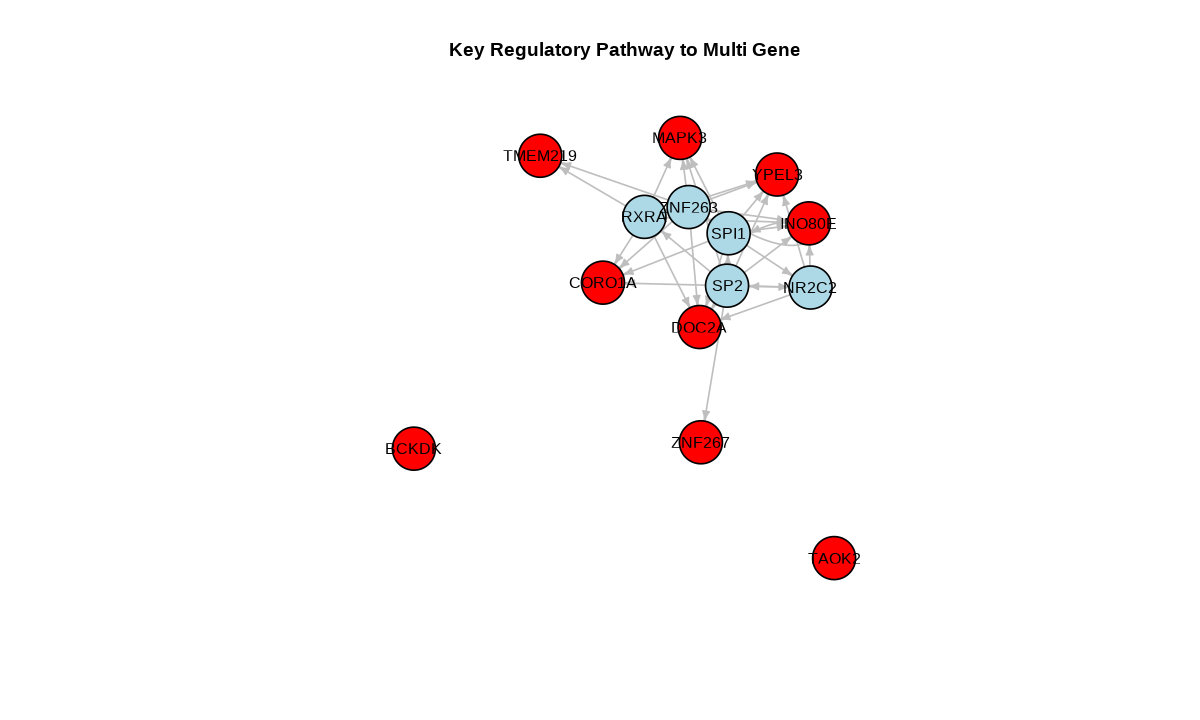 Key Regulatory Pathway to Multi Gene
MAPK3
TMEM219
YPEL3
ZNF263
RXRA
INO80E
SPI1
CORO1A
SP2
NR2C2
DOC2A
ZNF267
BCKDK
TAOK2